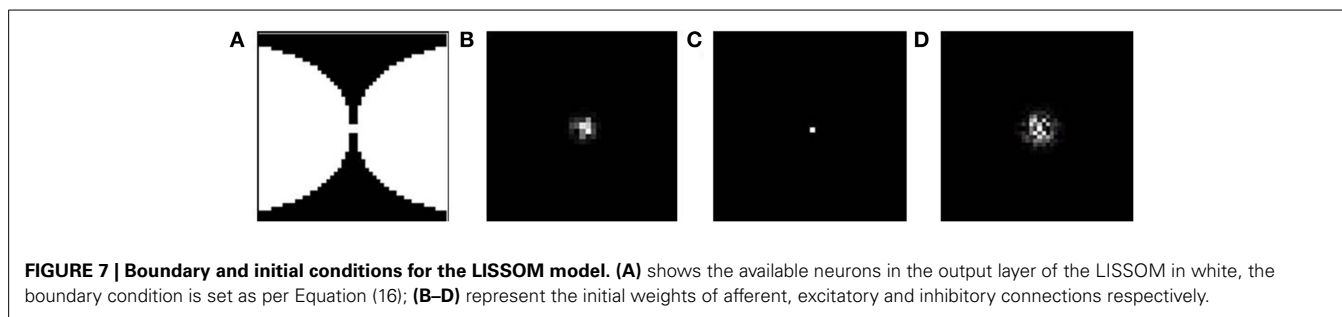 A B C D
FIGURE 7 | Boundary and initial conditions for the LISSOM model. (A) shows the available neurons in the output layer of the LISSOM in white, the
boundary condition is set as per Equation (16); (B–D) represent the initial weights of afferent, excitatory and inhibitory connections respectively.